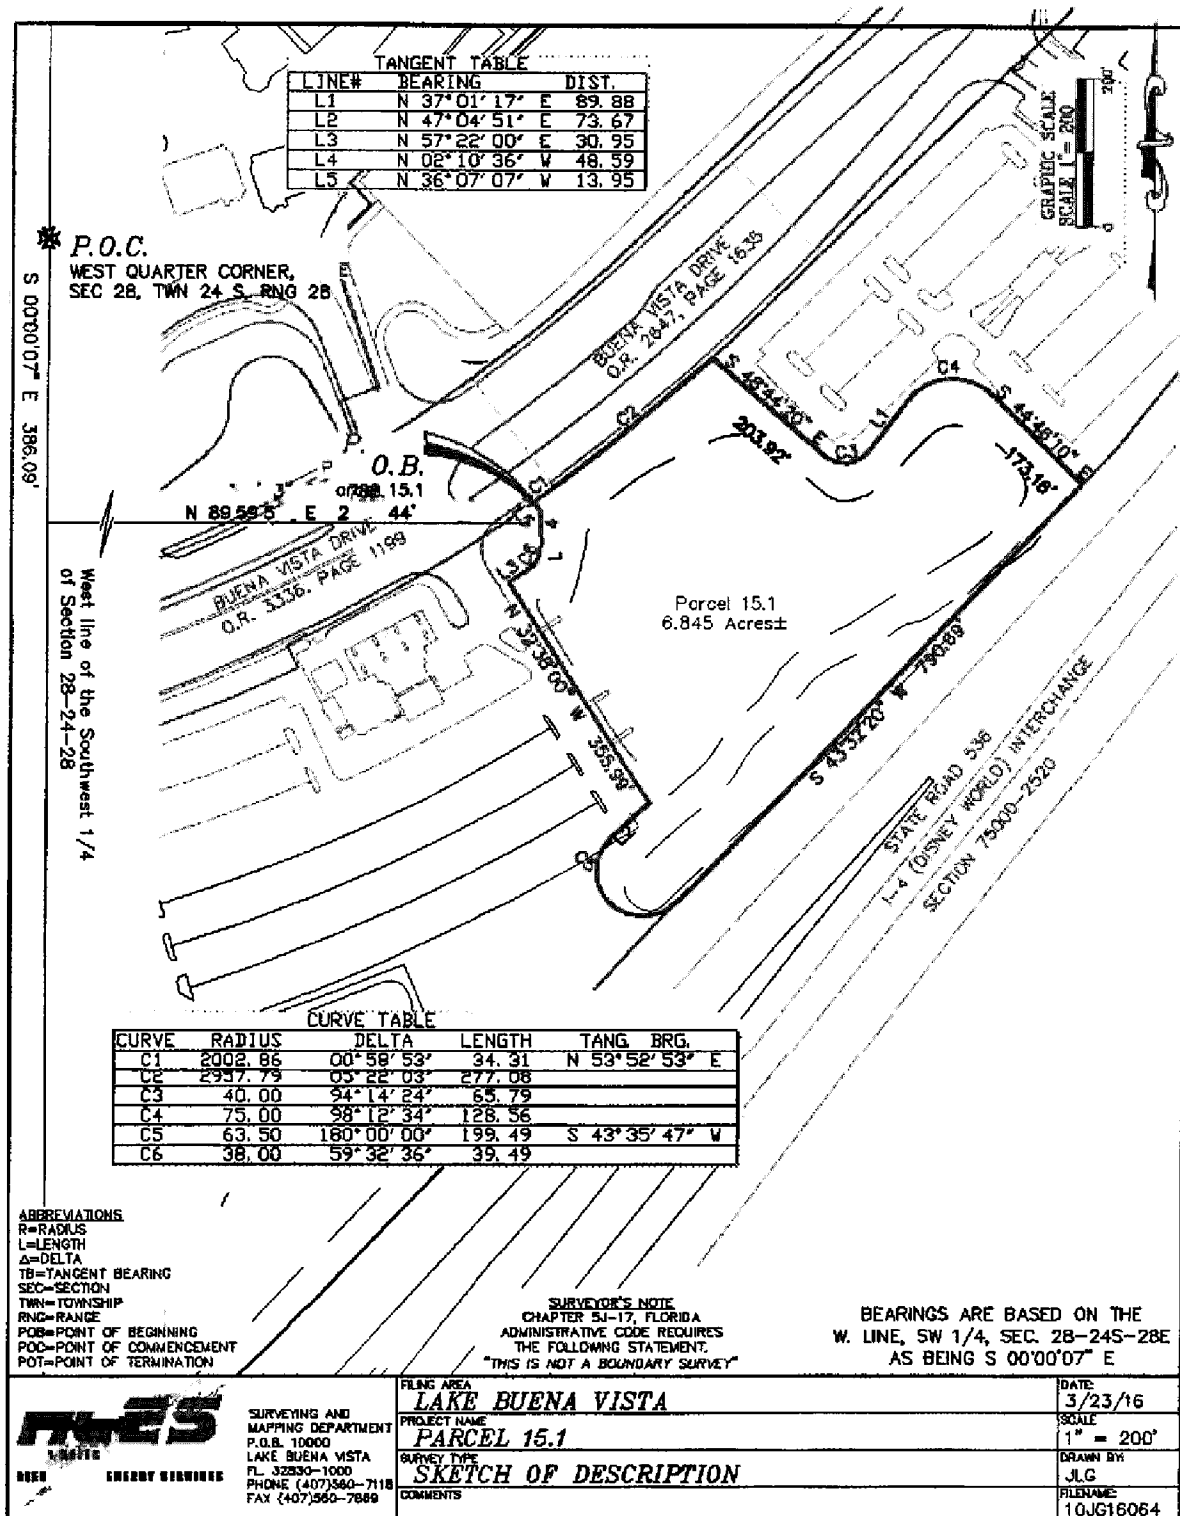 TANGENT TABLE
LINE# BEARING DIST.
L1 N 37°01'17" E 89.88
L2 N 47°04'51" E 73.67
L3 N 57°22'00" E 30.95
L4 N 02°10'36" W 48.59
L5 N 36°07'07" W 13.95
GRAPHIC SCALE
SCALE 1"= 200
0 200'
P.O.C.
WEST QUARTER CORNER,
SEC 28, TWN 24 S, RNG 28
S 00°00'07" E 386.09'
BUENA VISTA DRIVE
O.R. 2647, PAGE 1635
C4
S 48°44'20" E
203.92'
C3
L1
S 44°48'10"
173.18'
C2
O.B.
15.1
C1
N 89 E 2 44'
L3 C6
BUENA VISTA DRIVE
O.R. 3336, PAGE 1199
West line of the Southwest 1/4
of Section 28-24-28
Parcel 15.1
6.845 Acres±
N 32°38'00" W 355.99'
S 43°32'20" W 790.89'
STATE ROAD 536
I-4 (DISNEY WORLD) INTERCHANGE
SECTION 75000-2520
C5
CURVE TABLE
CURVE RADIUS DELTA LENGTH TANG. BRG.
C1 2002.86 00°58'53" 34.31 N 53°52'53" E
C2 2957.79 05°22'03" 277.08
C3 40.00 94°14'24" 65.79
C4 75.00 98°12'34" 128.56
C5 63.50 180°00'00" 199.49 S 43°35'47" W
C6 38.00 59°32'36" 39.49
ABBREVIATIONS
R=RADIUS
L=LENGTH
Δ=DELTA
TB=TANGENT BEARING
SEC=SECTION
TWN=TOWNSHIP
RNG=RANGE
POB=POINT OF BEGINNING
POC=POINT OF COMMENCEMENT
POT=POINT OF TERMINATION
SURVEYOR'S NOTE
CHAPTER 5J-17, FLORIDA
ADMINISTRATIVE CODE REQUIRES
THE FOLLOWING STATEMENT.
"THIS IS NOT A BOUNDARY SURVEY"
BEARINGS ARE BASED ON THE
W. LINE, SW 1/4, SEC. 28-24S-28E
AS BEING S 00°00'07" E
ENERGY SERVICES
SURVEYING AND
MAPPING DEPARTMENT
P.O.B. 10000
LAKE BUENA VISTA
FL. 32830-1000
PHONE (407)560-7118
FAX (407)560-7869
FILING AREA
LAKE BUENA VISTA
PROJECT NAME
PARCEL 15.1
SURVEY TYPE
SKETCH OF DESCRIPTION
COMMENTS
DATE:
3/23/16
SCALE
1" = 200'
DRAWN BY:
JLG
FILENAME:
10JG16064